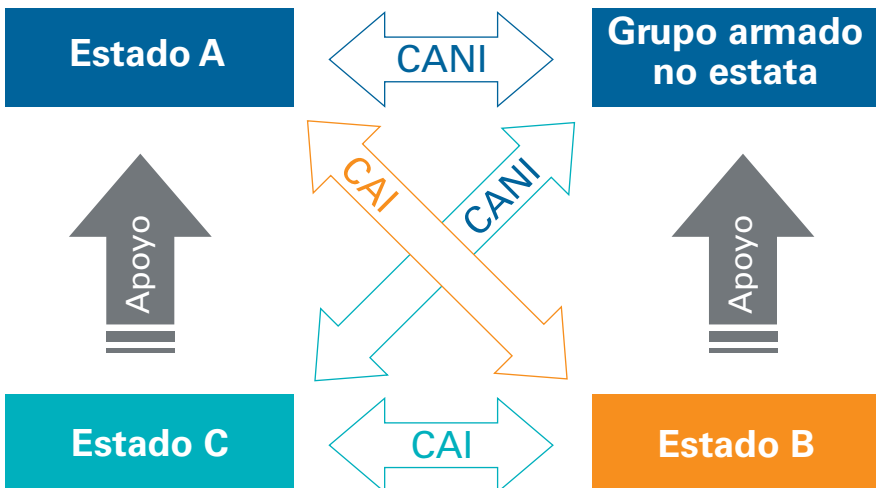 Estado A
CANI
Grupo armado
no estata
CAI
CANI
Apoyo
Apoyo
Estado C
CAI
Estado B